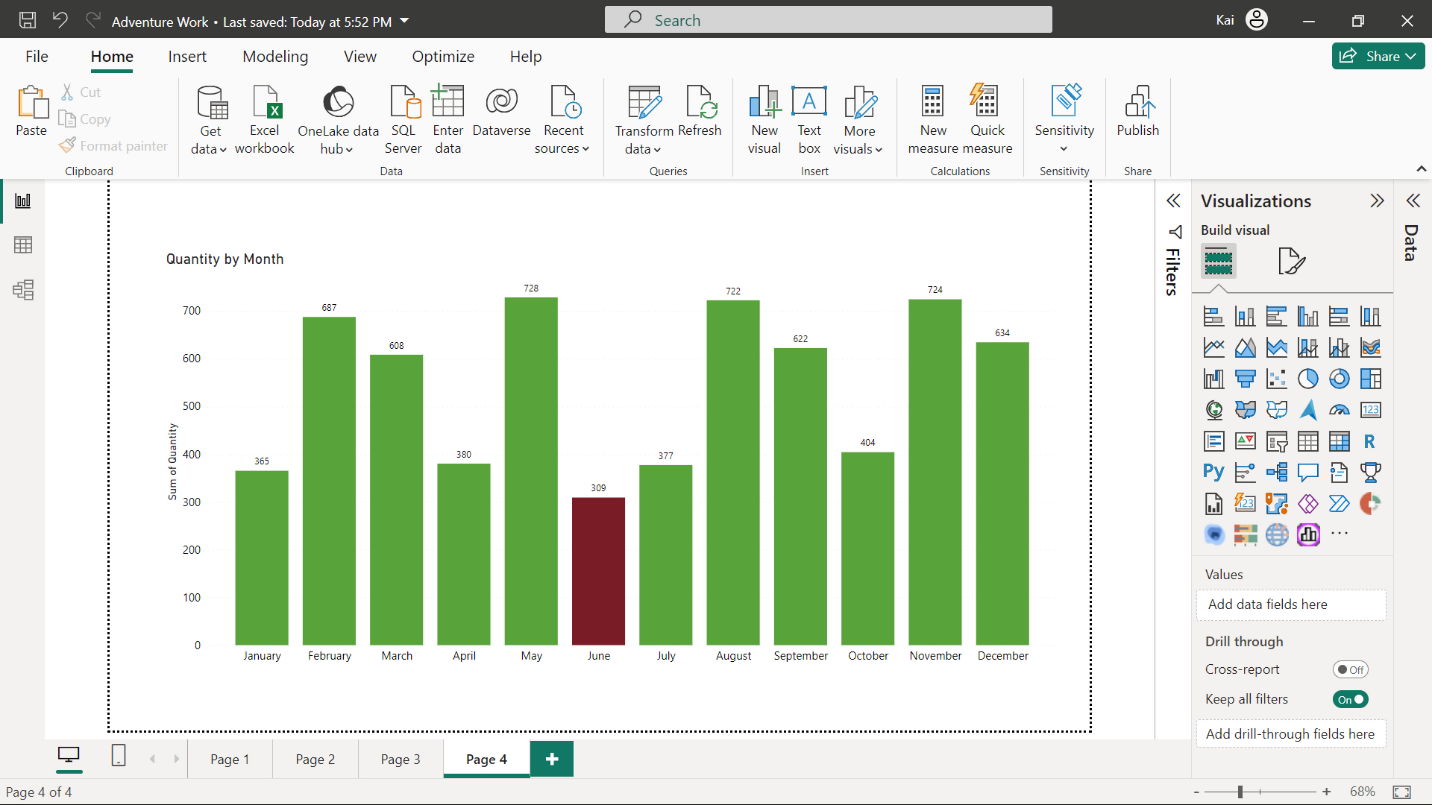 Adventure Work • Last saved: Today at 5:52 PM
Search
Kai
File
Home
Insert
Modeling
View
Optimize
Help
Share
Paste
Cut
Copy
Format painter
Clipboard
Get
data
Excel
workbook
OneLake data
hub
SQL
Server
Enter
data
Dataverse
Recent
sources
Data
Transform
data
Refresh
Queries
New
visual
Text
box
More
visuals
Insert
New
measure
Quick
measure
Calculations
Sensitivity
Sensitivity
Publish
Share
Quantity by Month
Sum of Quantity
700
600
500
400
300
200
100
0
365
687
608
380
728
309
377
722
622
404
724
634
January
February
March
April
May
June
July
August
September
October
November
December
Filters
Visualizations
Build visual
123
R
Py
123
Values
Add data fields here
Drill through
Cross-report
Off
Keep all filters
On
Add drill-through fields here
Data
Page 1
Page 2
Page 3
Page 4
Page 4 of 4
68%